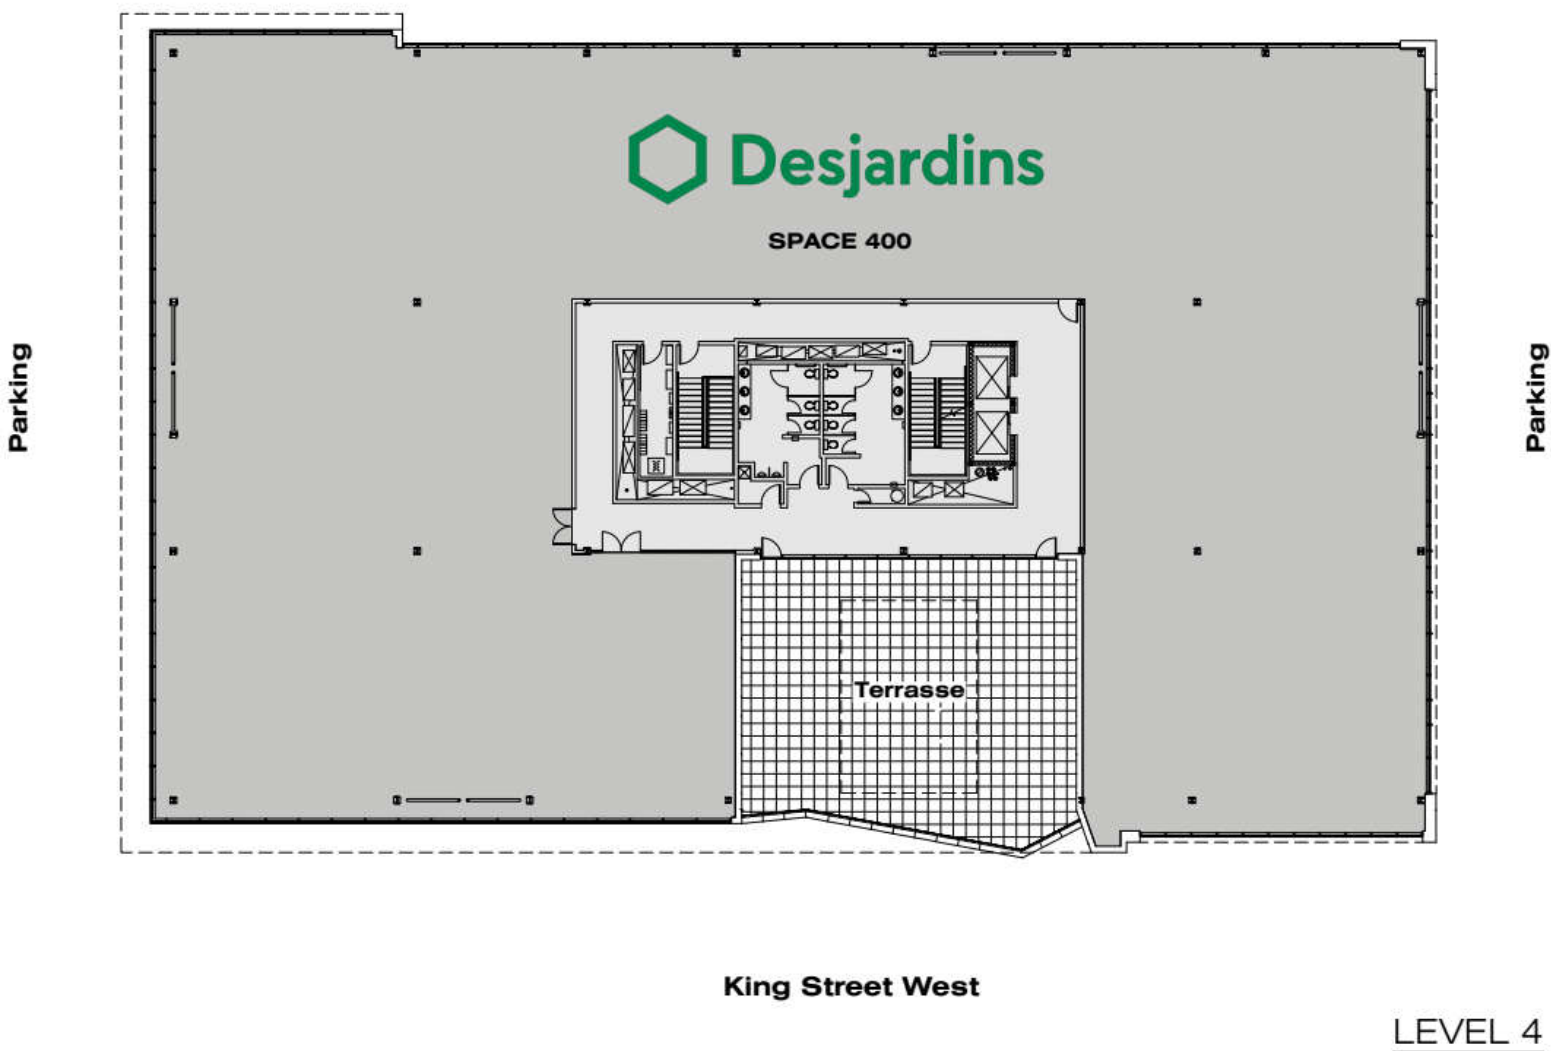 Desjardins
SPACE 400
Parking
Parking
Terrasse
King Street West
LEVEL 4